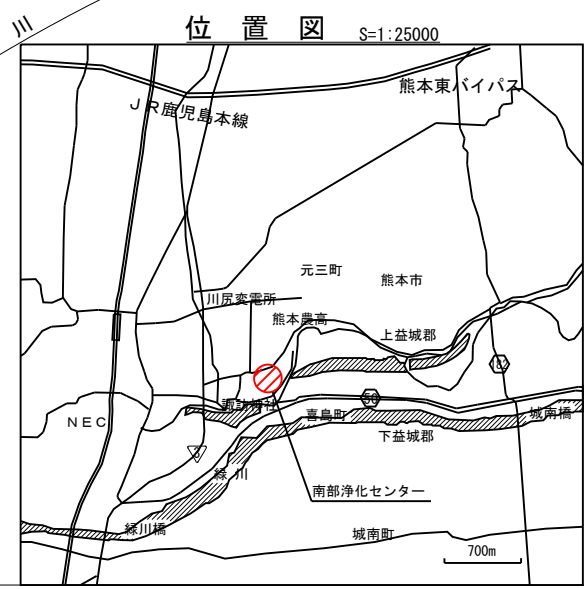 川
位置図 S=1:25000
熊本東バイパス
JR鹿児島本線
元三町
熊本市
川尻変電所
熊本農高
上益城郡
182
諏訪神社
50
喜島町
城南橋
NEC
下益城郡
3
緑川
南部浄化センター
緑川橋
城南町
700m